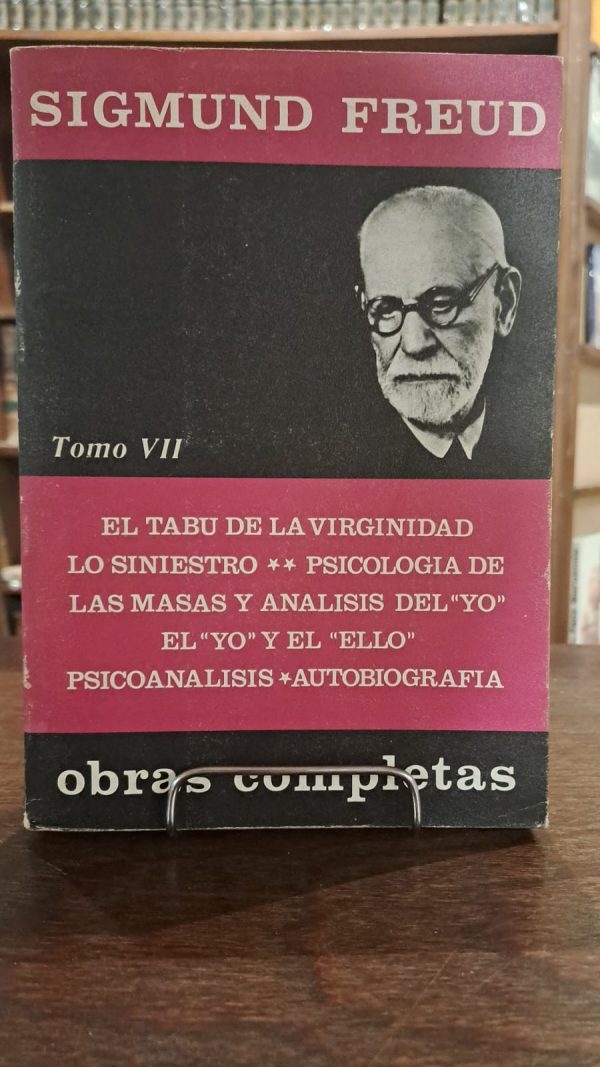 SIGMUND FREUD
Tomo VII
EL TABU DE LA VIRGINIDAD
LO SINIESTRO ★★ PSICOLOGIA DE
LAS MASAS Y ANALISIS DEL "YO"
EL "YO" Y EL "ELLO"
PSICOANALISIS ★AUTOBIOGRAFIA
obras completas